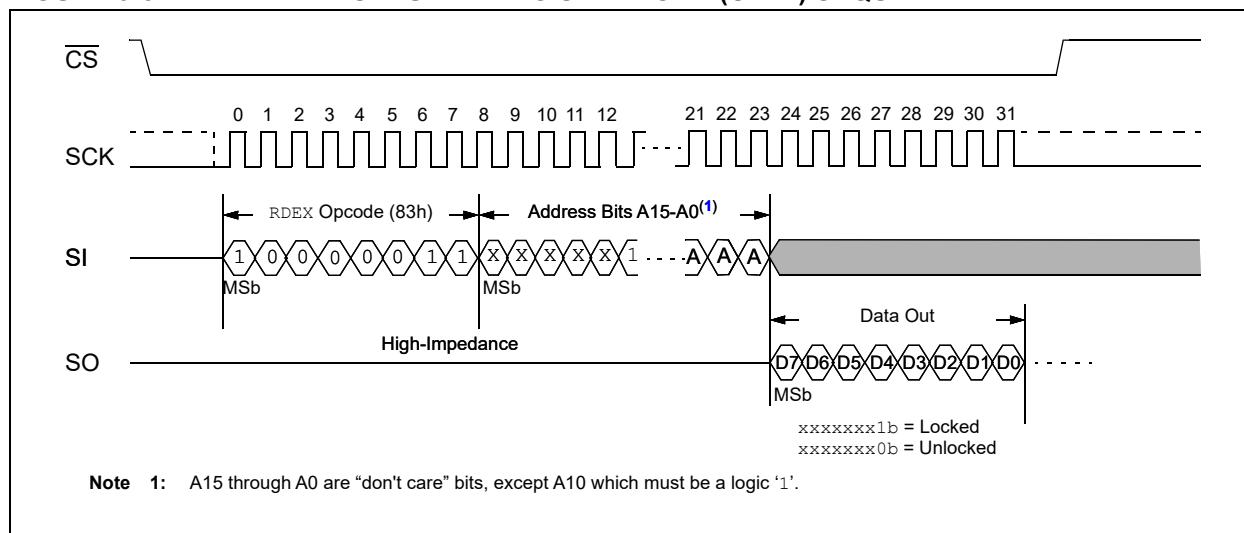 CS
0 1 2 3 4 5 6 7 8 9 10 11 12 21 22 23 24 25 26 27 28 29 30 31
SCK
RDEX Opcode (83h) Address Bits A15-A0(1)
SI 1 0 0 0 0 0 1 1 X X X X X 1 A A A
MSb MSb
Data Out
High-Impedance
SO D7 D6 D5 D4 D3 D2 D1 D0
MSb
xxxxxxx1b = Locked
xxxxxxx0b = Unlocked
Note 1: A15 through A0 are “don't care” bits, except A10 which must be a logic ‘1’.